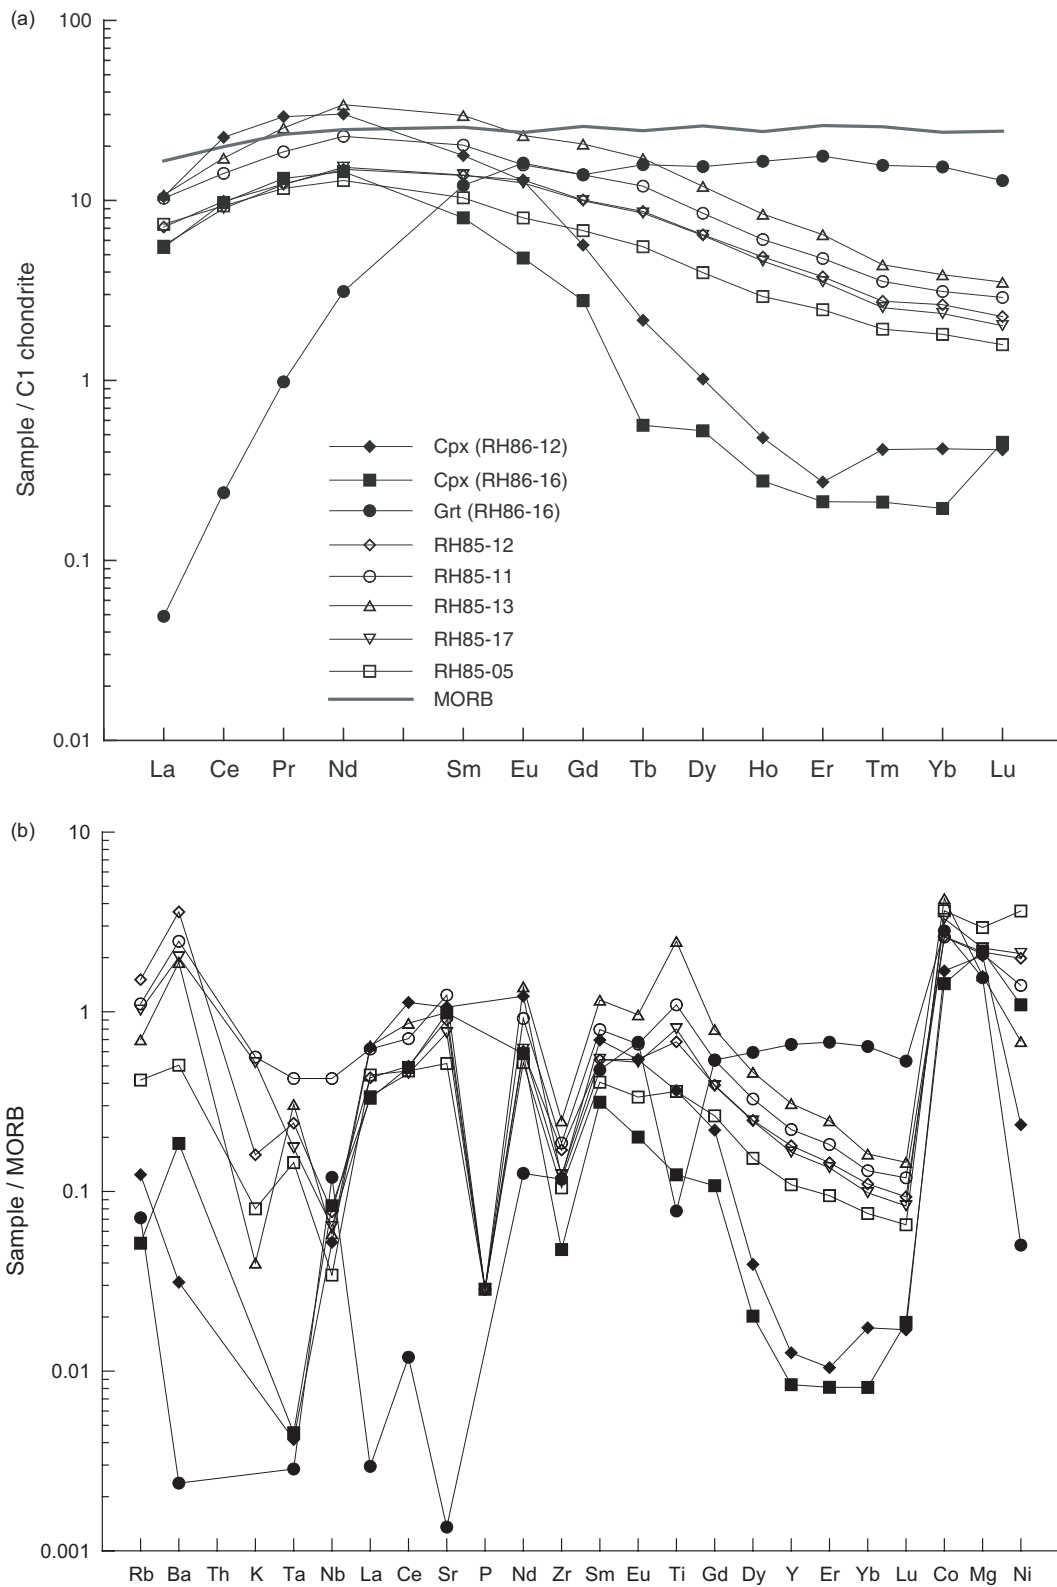 (a)
100
10
1
0.1
0.01
Sample / C1 chondrite
Cpx (RH86-12)
Cpx (RH86-16)
Grt (RH86-16)
RH85-12
RH85-11
RH85-13
RH85-17
RH85-05
MORB
La Ce Pr Nd Sm Eu Gd Tb Dy Ho Er Tm Yb Lu
(b)
10
1
0.1
0.01
0.001
Sample / MORB
Rb Ba Th K Ta Nb La Ce Sr P Nd Zr Sm Eu Ti Gd Dy Y Er Yb Lu Co Mg Ni